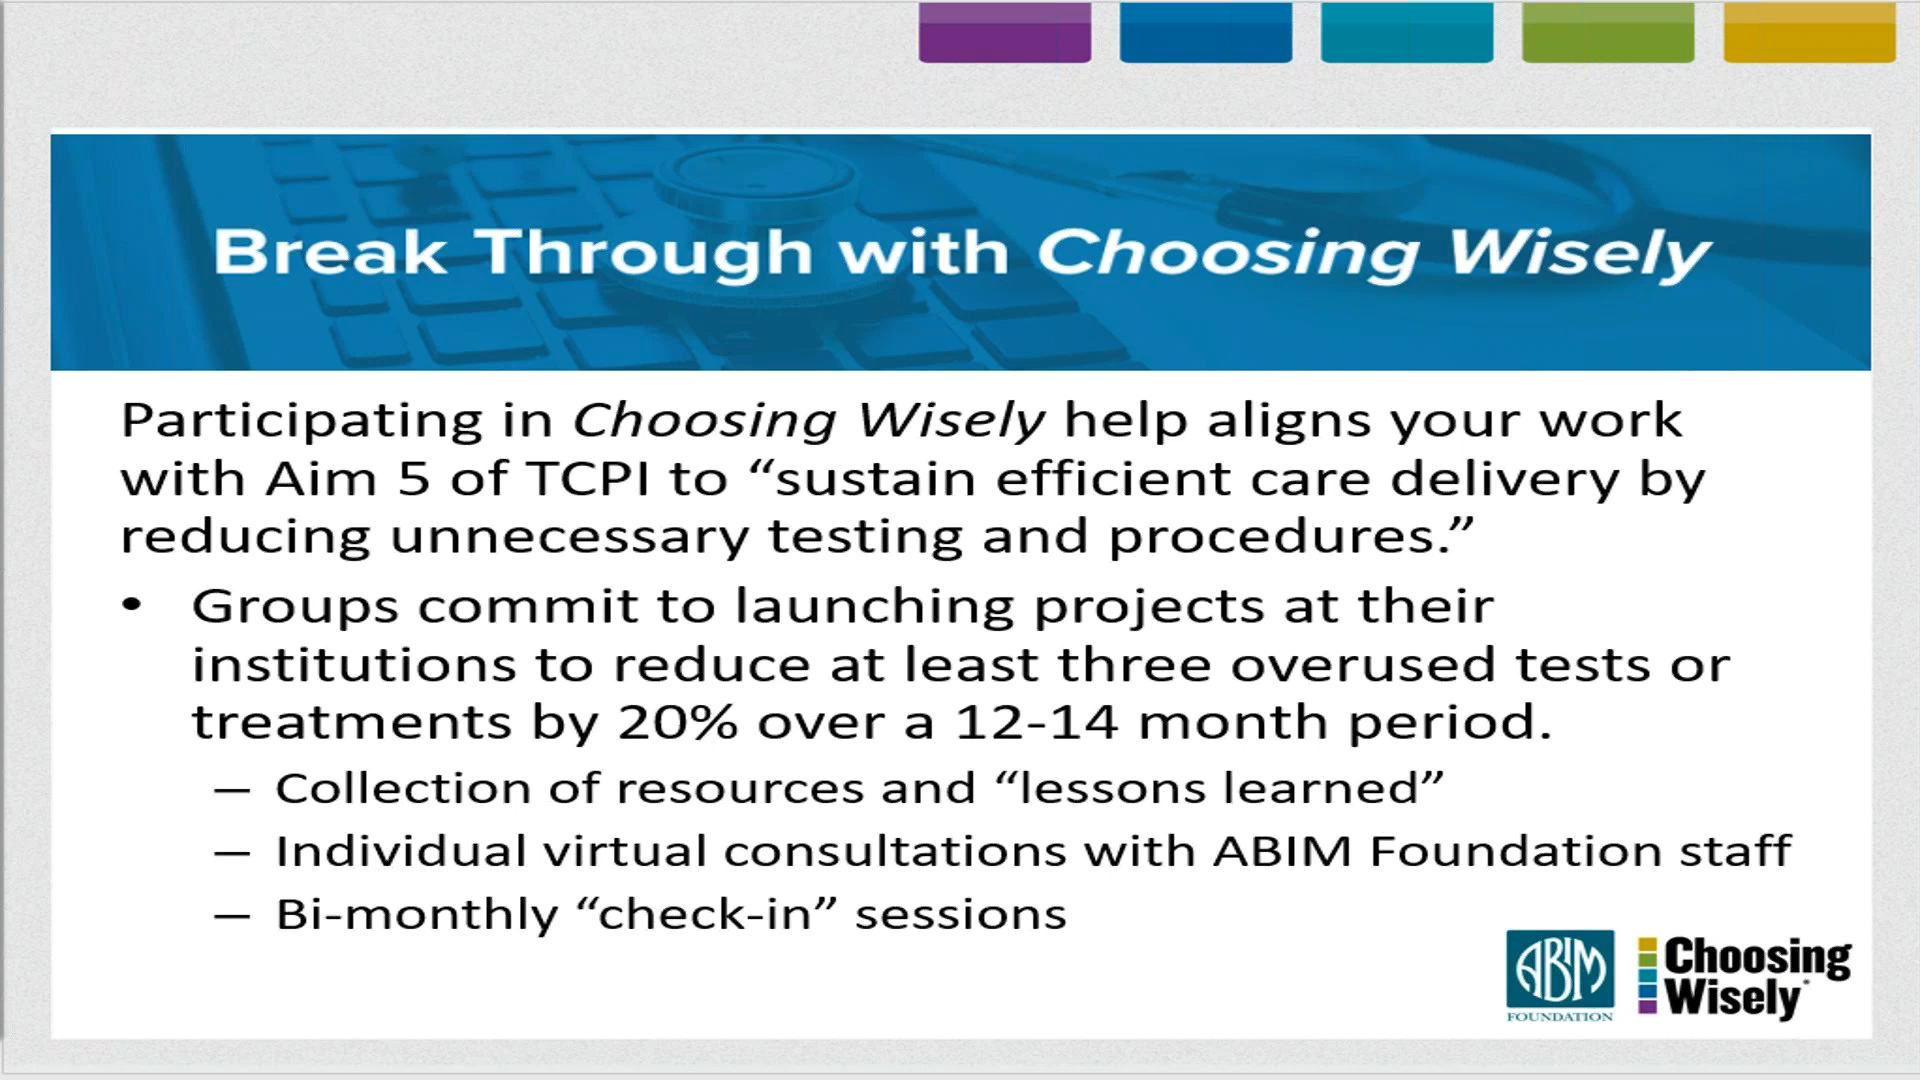 Break Through with Choosing Wisely
Participating in Choosing Wisely help aligns your work
with Aim 5 of TCPI to “sustain efficient care delivery by
reducing unnecessary testing and procedures.”
• Groups commit to launching projects at their
institutions to reduce at least three overused tests or
treatments by 20% over a 12-14 month period.
– Collection of resources and “lessons learned”
– Individual virtual consultations with ABIM Foundation staff
– Bi-monthly “check-in” sessions
ABIM
FOUNDATION
Choosing
Wisely